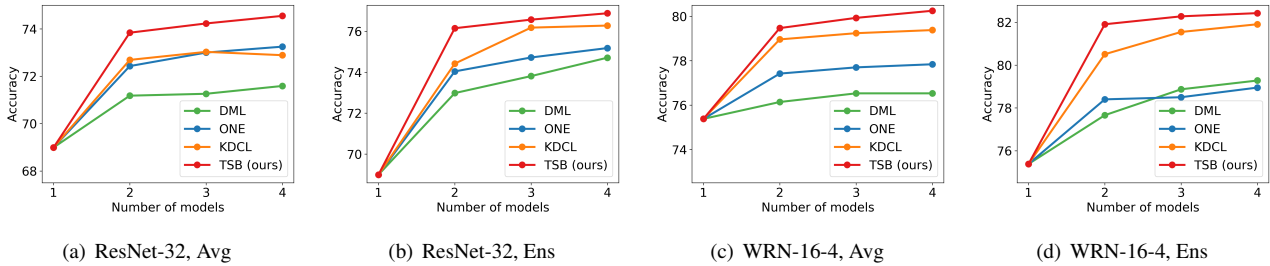 74
72
70
68
Accuracy
DML
ONE
KDCL
TSB (ours)
1 2 3 4
Number of models
(a) ResNet-32, Avg
76
74
72
70
Accuracy
DML
ONE
KDCL
TSB (ours)
1 2 3 4
Number of models
(b) ResNet-32, Ens
80
78
76
74
Accuracy
DML
ONE
KDCL
TSB (ours)
1 2 3 4
Number of models
(c) WRN-16-4, Avg
82
80
78
76
Accuracy
DML
ONE
KDCL
TSB (ours)
1 2 3 4
Number of models
(d) WRN-16-4, Ens